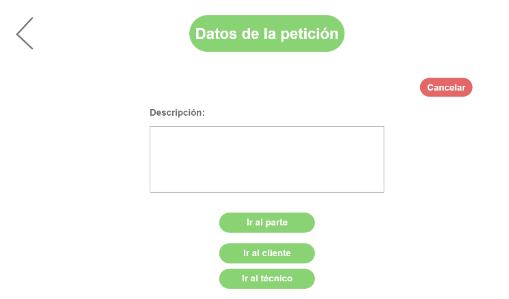 Datos de la petición
Cancelar
Descripción:
Ir al parte
Ir al cliente
Ir al técnico